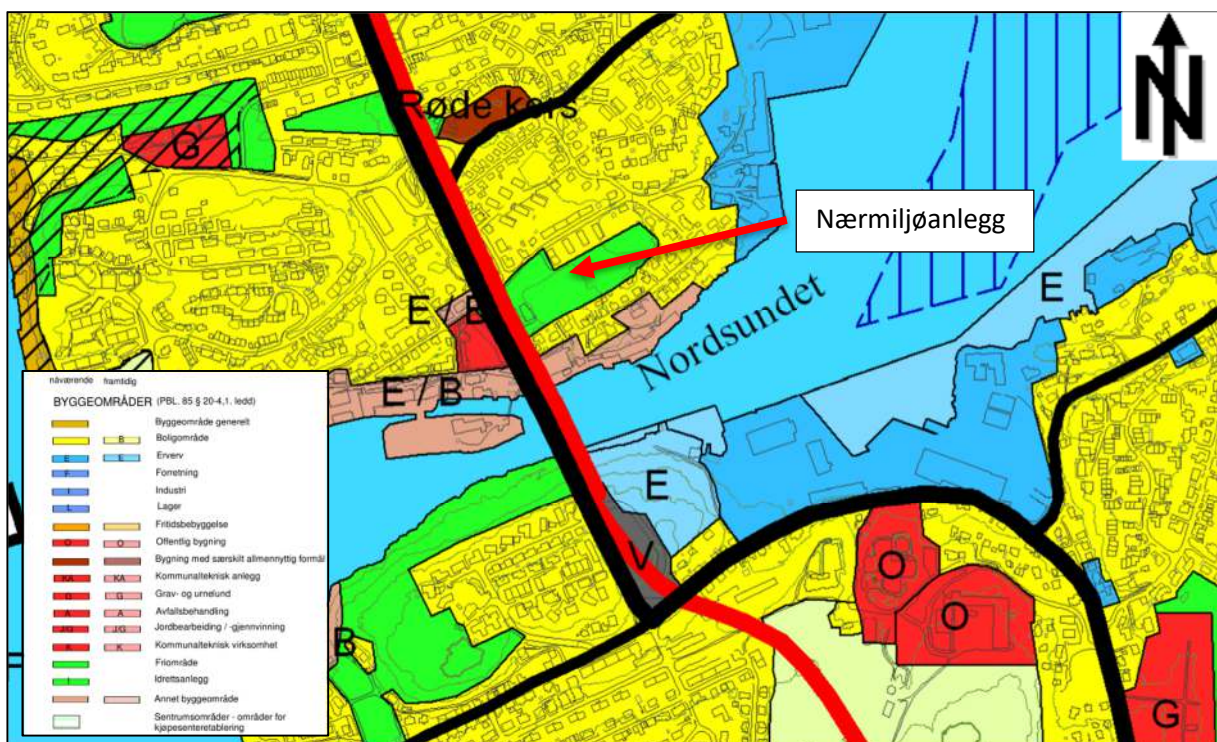 N
Røde kors
G
Nærmiljøanlegg
E / B
E
Nordsundet
E / B
E
V
O
O
B
G
nåværende framtidig
BYGGEOMRÅDER (PBL. 85 § 20-4,1. ledd)
Byggeområde generelt
B Boligområde
E E Erverv
F Forretning
I Industri
L Lager
Fritidsbebyggelse
O O Offentlig bygning
Bygning med særskilt allmennyttig formål
KA KA Kommunalteknisk anlegg
G G Grav- og urnelund
A A Avfallsbehandling
J/G J/G Jordbearbeiding / -gjennvinning
K K Kommunalteknisk virksomhet
Friområde
I Idrettsanlegg
Annet byggeområde
Sentrumsområder - områder for
kjøpesenteretablering